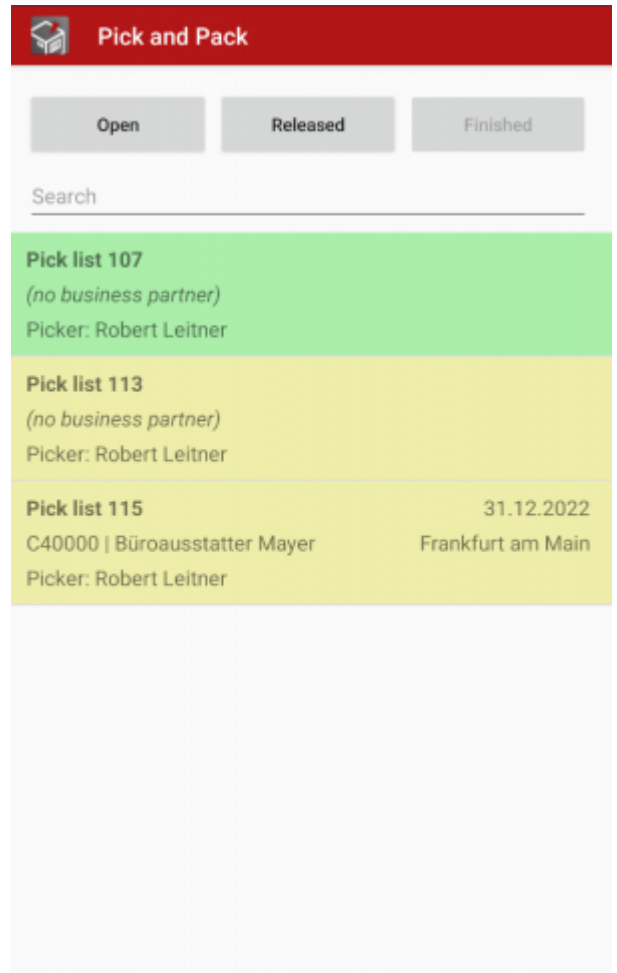 Pick and Pack
Open Released Finished
Search
Pick list 107
(no business partner)
Picker: Robert Leitner
Pick list 113
(no business partner)
Picker: Robert Leitner
Pick list 115 31.12.2022
C40000 | Büroausstatter Mayer Frankfurt am Main
Picker: Robert Leitner